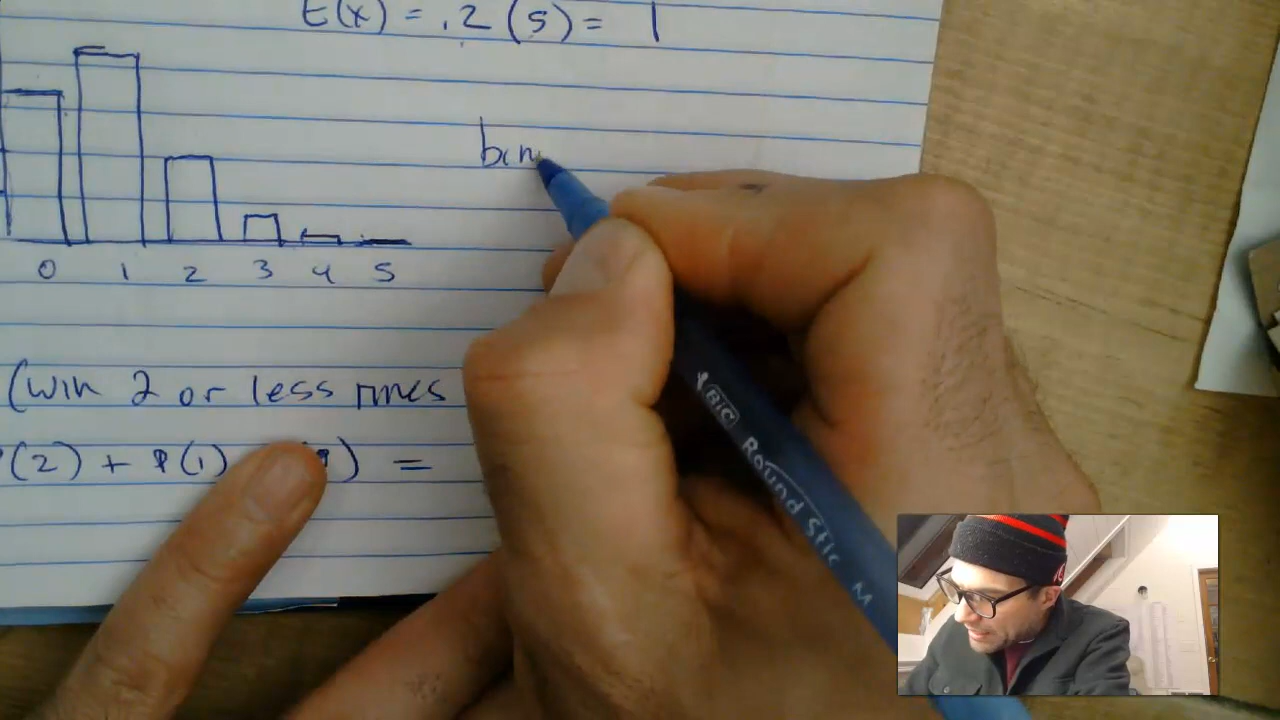 E(x) = .2 (5) = 1
bin
0 1 2 3 4 5
(Win 2 or less times
(2) + P(1) ) =
BIC Round Stic M